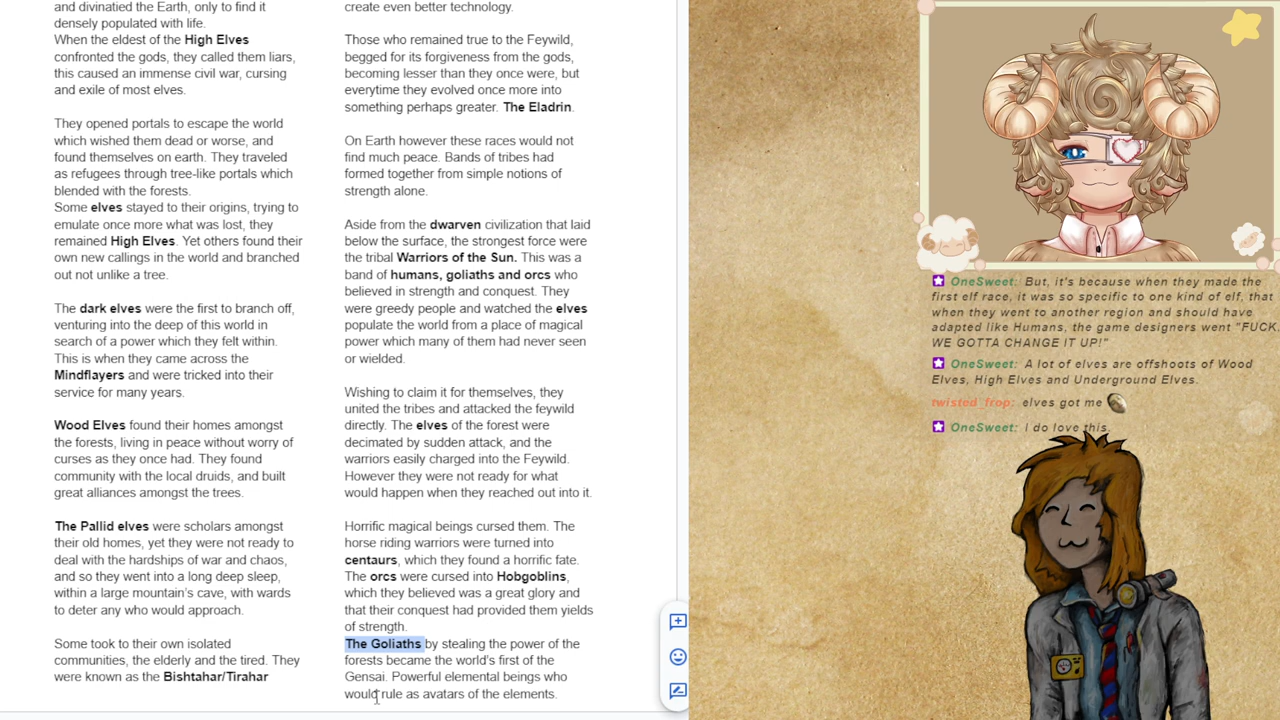 and divinatied the Earth, only to find it
densely populated with life.
When the eldest of the High Elves
confronted the gods, they called them liars,
this caused an immense civil war, cursing
and exile of most elves.
They opened portals to escape the world
which wished them dead or worse, and
found themselves on earth. They traveled
as refugees through tree-like portals which
blended with the forests.
Some elves stayed to their origins, trying to
emulate once more what was lost, they
remained High Elves. Yet others found their
own new callings in the world and branched
out not unlike a tree.
The dark elves were the first to branch off,
venturing into the deep of this world in
search of a power which they felt within.
This is when they came across the
Mindflayers and were tricked into their
service for many years.
Wood Elves found their homes amongst
the forests, living in peace without worry of
curses as they once had. They found
community with the local druids, and built
great alliances amongst the trees.
The Pallid elves were scholars amongst
their old homes, yet they were not ready to
deal with the hardships of war and chaos,
and so they went into a long deep sleep,
within a large mountain's cave, with wards
to deter any who would approach.
Some took to their own isolated
communities, the elderly and the tired. They
were known as the Bishtahar/Tirahar
create even better technology.
Those who remained true to the Feywild,
begged for its forgiveness from the gods,
becoming lesser than they once were, but
everytime they evolved once more into
something perhaps greater. The Eladrin.
On Earth however these races would not
find much peace. Bands of tribes had
formed together from simple notions of
strength alone.
Aside from the dwarven civilization that laid
below the surface, the strongest force were
the tribal Warriors of the Sun. This was a
band of humans, goliaths and orcs who
believed in strength and conquest. They
were greedy people and watched the elves
populate the world from a place of magical
power which many of them had never seen
or wielded.
Wishing to claim it for themselves, they
united the tribes and attacked the feywild
directly. The elves of the forest were
decimated by sudden attack, and the
warriors easily charged into the Feywild.
However they were not ready for what
would happen when they reached out into it.
Horrific magical beings cursed them. The
horse riding warriors were turned into
centaurs, which they found a horrific fate.
The orcs were cursed into Hobgoblins,
which they believed was a great glory and
that their conquest had provided them yields
of strength.
The Goliaths by stealing the power of the
forests became the world's first of the
Gensai. Powerful elemental beings who
would rule as avatars of the elements.
OneSweet: But, it's because when they made the
first elf race, it was so specific to one kind of elf, that
when they went to another region and should have
adapted like Humans, the game designers went "FUCK,
WE GOTTA CHANGE IT UP!"
OneSweet: A lot of elves are offshoots of Wood
Elves, High Elves and Underground Elves.
twisted_frop: elves got me
OneSweet: I do love this.